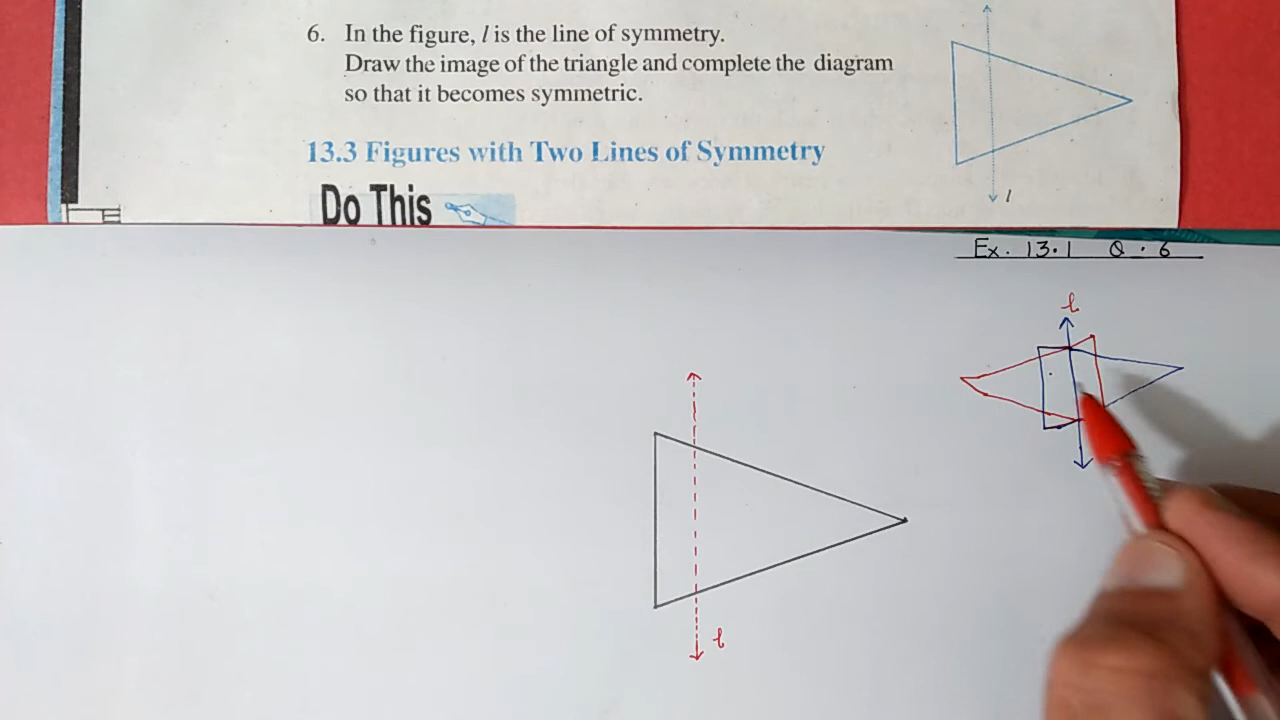 6. In the figure, l is the line of symmetry.
Draw the image of the triangle and complete the diagram
so that it becomes symmetric.
l
13.3 Figures with Two Lines of Symmetry
Do This
Ex. 13.1 Q.6
l
l